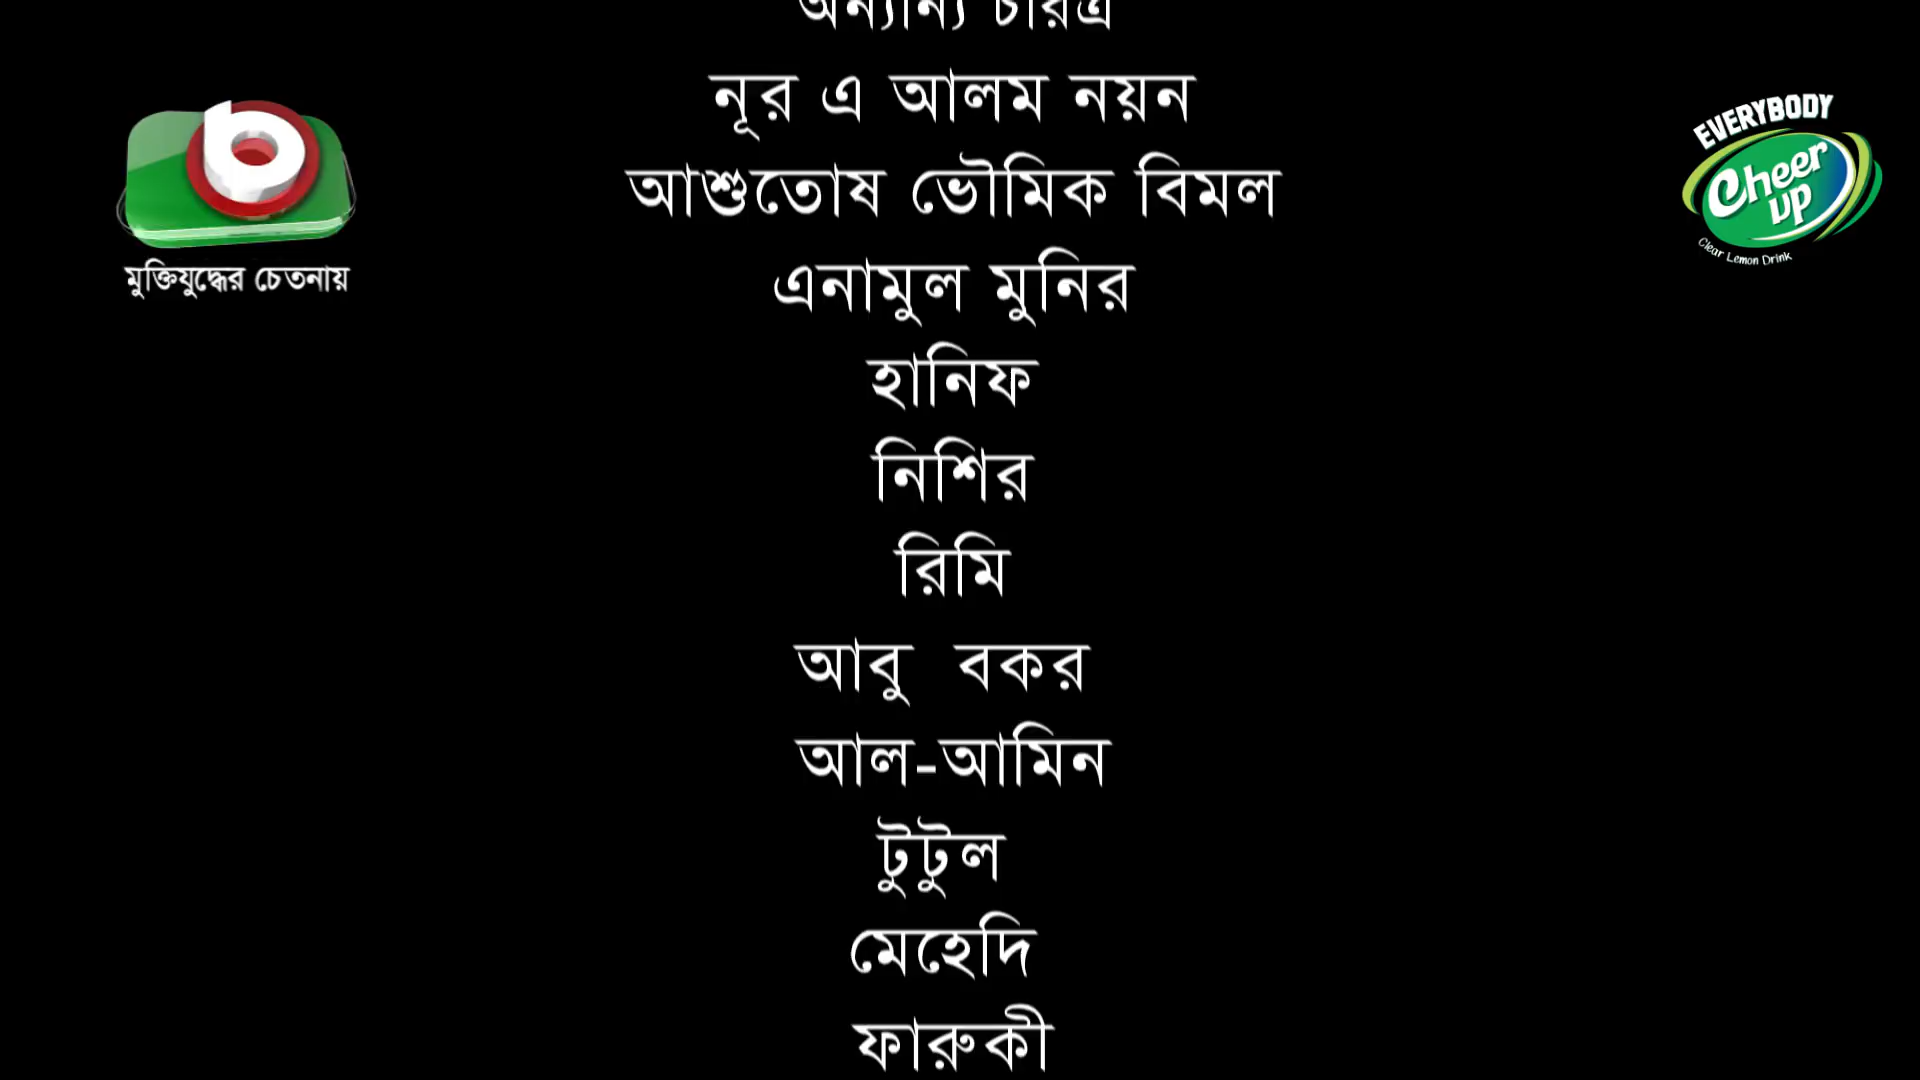 অন্যান্য চরিত্র
নূর এ আলম নয়ন
আশুতোষ ভৌমিক বিমল
এনামুল মুনির
হানিফ
নিশির
রিমি
আবু বকর
আল-আমিন
টুটুল
মেহেদি
ফারুকী
b
মুক্তিযুদ্ধের চেতনায়
EVERYBODY
Cheer
UP
Clear Lemon Drink